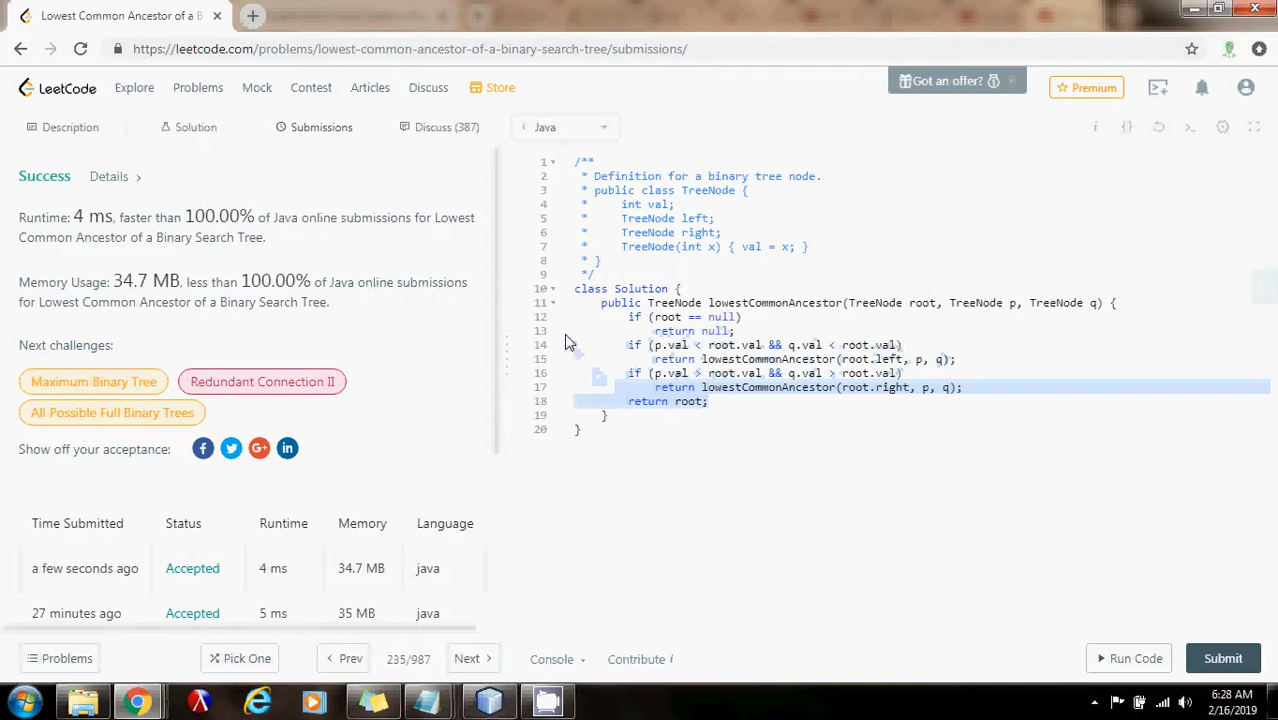 Lowest Common Ancestor of a B
https://leetcode.com/problems/lowest-common-ancestor-of-a-binary-search-tree/submissions/
LeetCode
Explore
Problems
Mock
Contest
Articles
Discuss
Store
Got an offer?
Premium
Description
Solution
Submissions
Discuss (387)
Java
Success
Details
Runtime: 4 ms, faster than 100.00% of Java online submissions for Lowest
Common Ancestor of a Binary Search Tree.
Memory Usage: 34.7 MB, less than 100.00% of Java online submissions
for Lowest Common Ancestor of a Binary Search Tree.
Next challenges:
Maximum Binary Tree
Redundant Connection II
All Possible Full Binary Trees
Show off your acceptance:
Time Submitted Status Runtime Memory Language
a few seconds ago Accepted 4 ms 34.7 MB java
27 minutes ago Accepted 5 ms 35 MB java
1 /**
2 * Definition for a binary tree node.
3 * public class TreeNode {
4 * int val;
5 * TreeNode left;
6 * TreeNode right;
7 * TreeNode(int x) { val = x; }
8 * }
9 */
10 class Solution {
11 public TreeNode lowestCommonAncestor(TreeNode root, TreeNode p, TreeNode q) {
12 if (root == null)
13 return null;
14 if (p.val < root.val && q.val < root.val)
15 return lowestCommonAncestor(root.left, p, q);
16 if (p.val > root.val && q.val > root.val)
17 return lowestCommonAncestor(root.right, p, q);
18 return root;
19 }
20 }
Problems
Pick One
Prev
235/987
Next
Console
Contribute i
Run Code
Submit
6:28 AM
2/16/2019